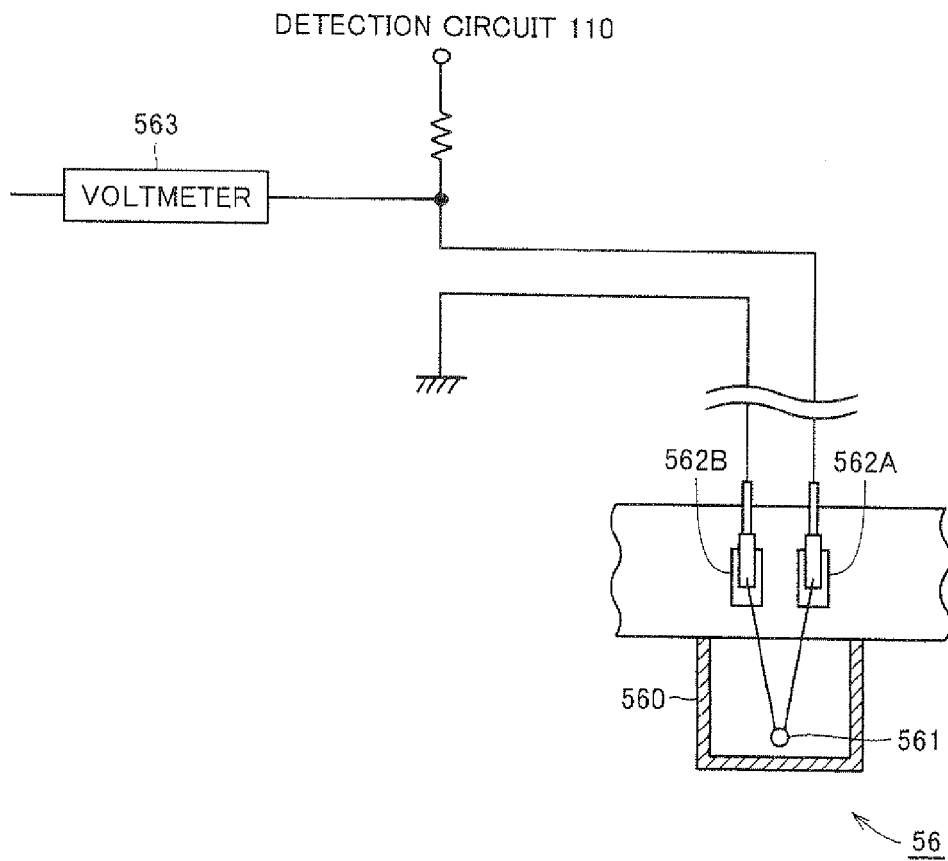 DETECTION CIRCUIT 110
563
VOLTMETER
562B
562A
560
561
56